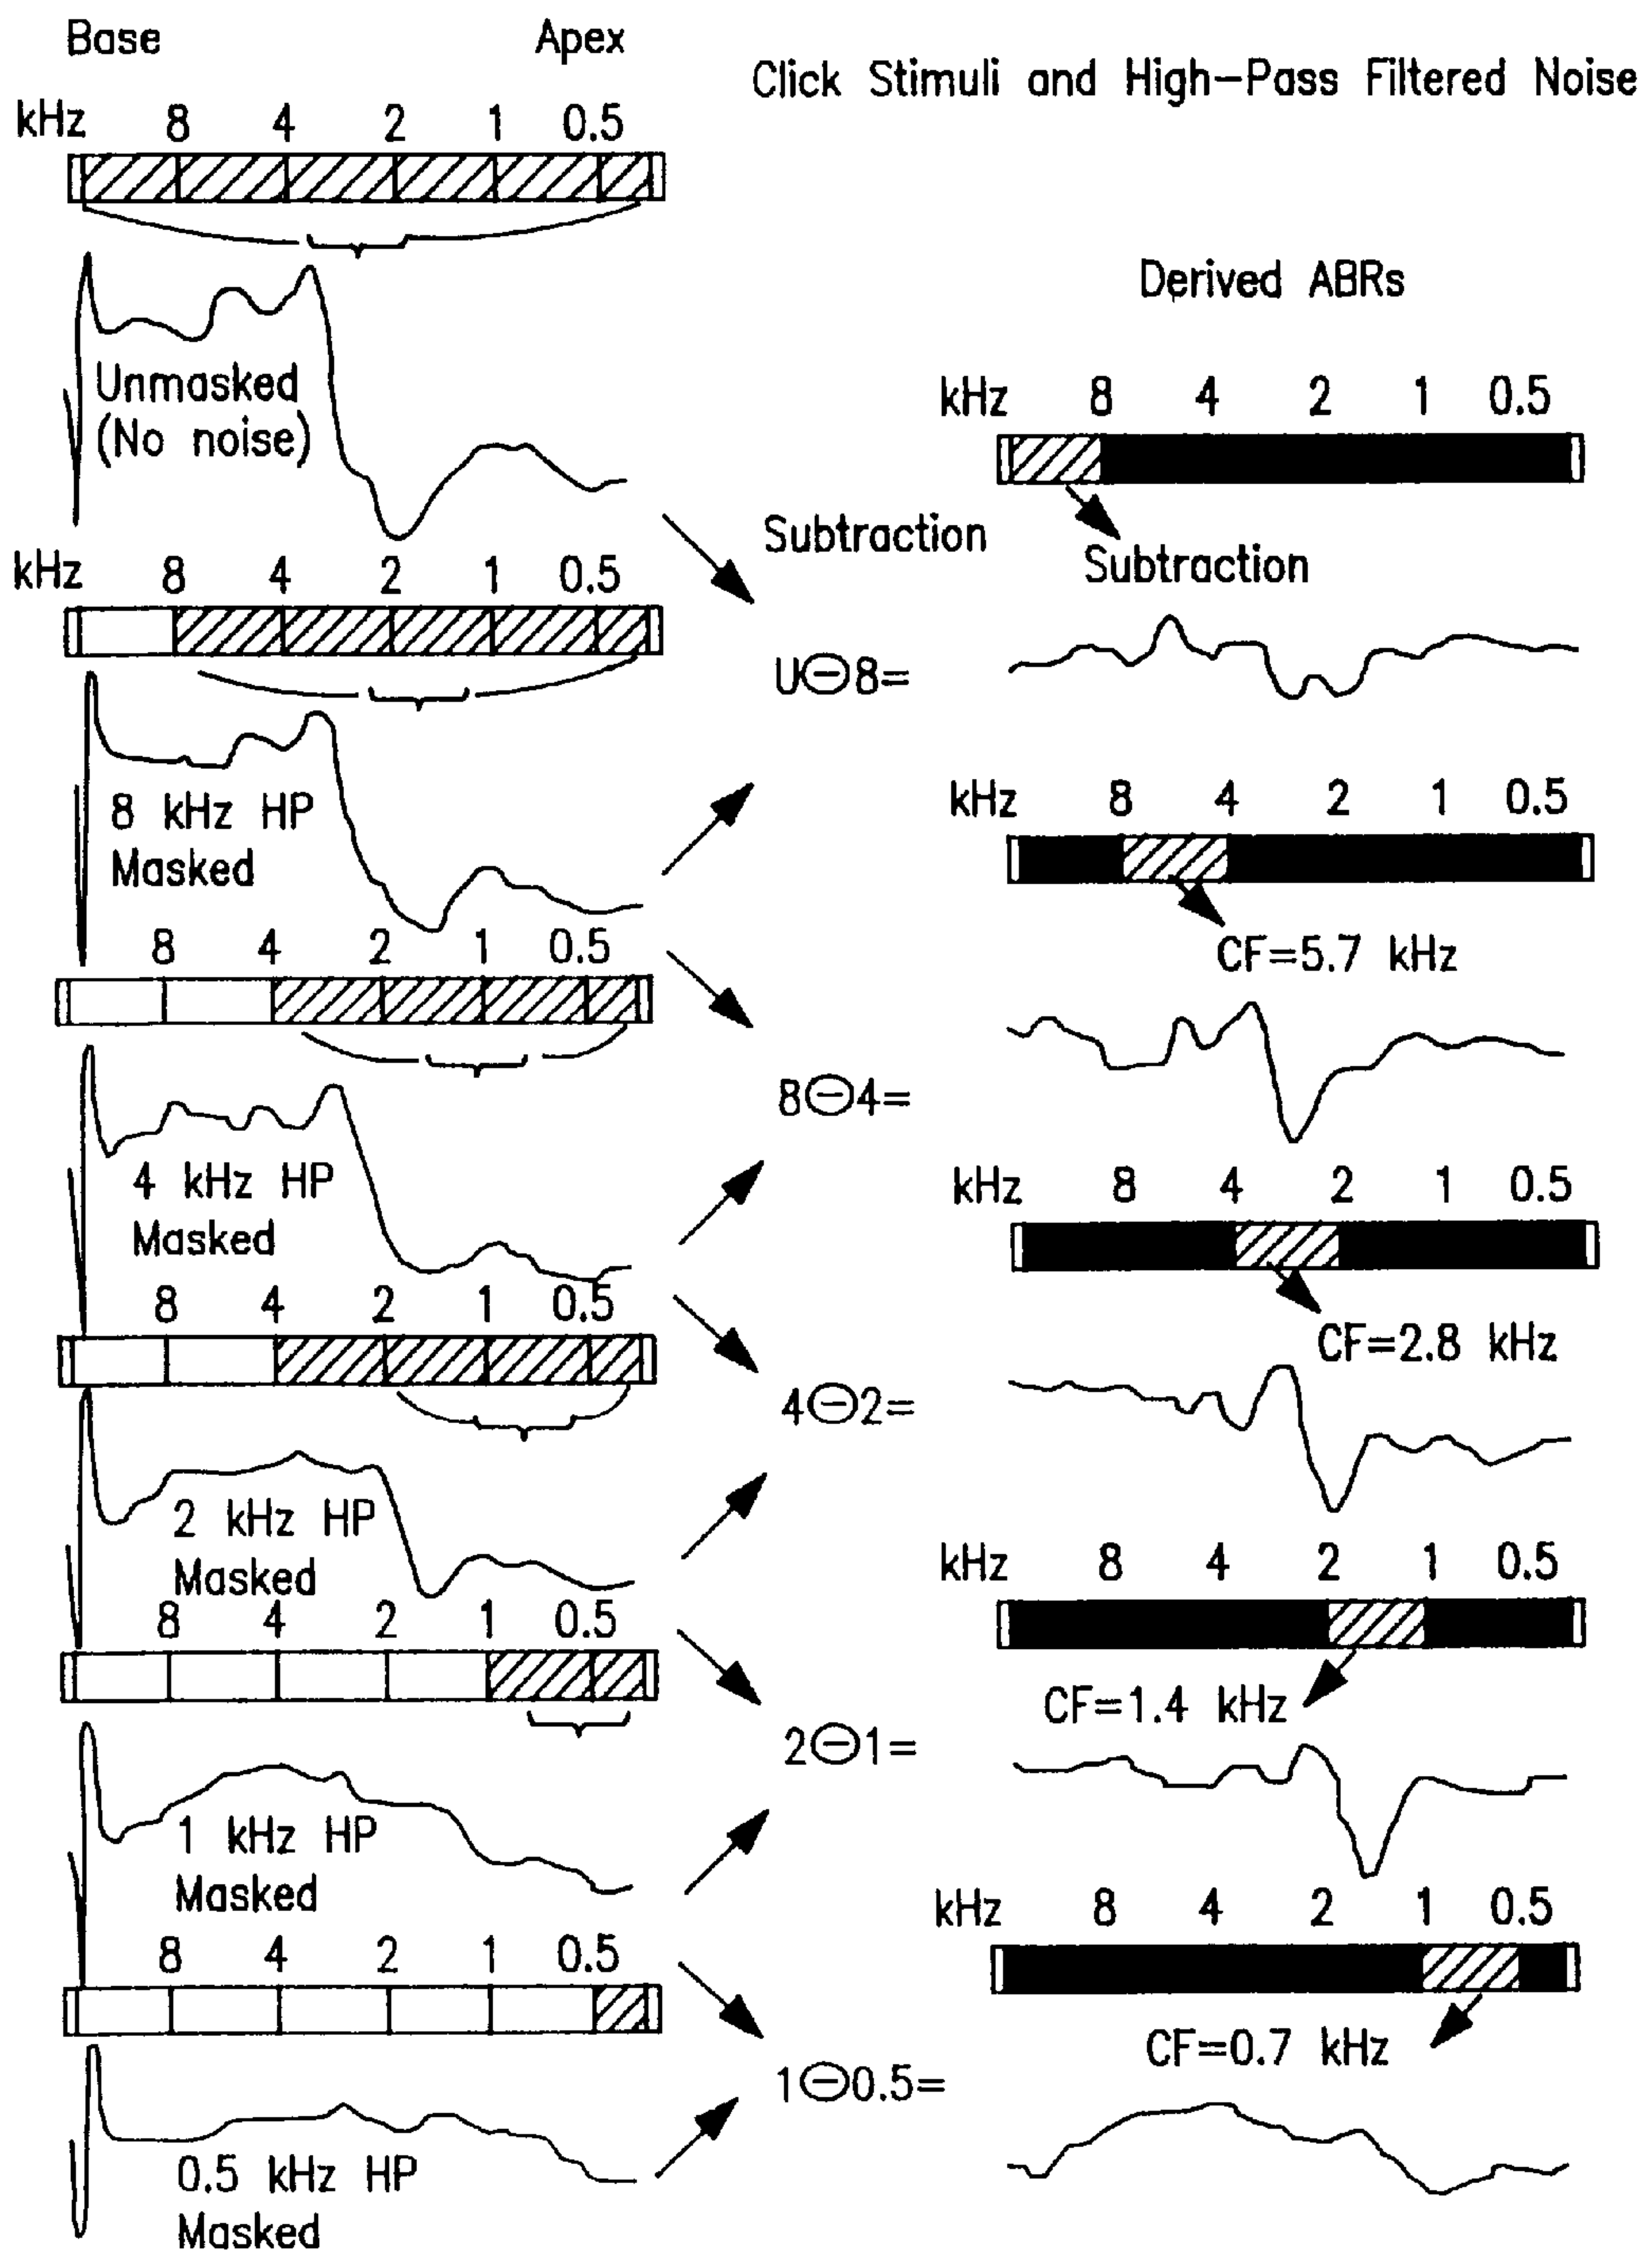 Base Apex
Click Stimuli and High-Pass Filtered Noise
kHz 8 4 2 1 0.5
Unmasked
(No noise)
kHz 8 4 2 1 0.5
8 kHz HP
Masked
8 4 2 1 0.5
4 kHz HP
Masked
8 4 2 1 0.5
2 kHz HP
Masked
8 4 2 1 0.5
1 kHz HP
Masked
8 4 2 1 0.5
0.5 kHz HP
Masked
Subtraction
U⊖8=
8⊖4=
4⊖2=
2⊖1=
1⊖0.5=
Derived ABRs
kHz 8 4 2 1 0.5
Subtraction
kHz 8 4 2 1 0.5
CF=5.7 kHz
kHz 8 4 2 1 0.5
CF=2.8 kHz
kHz 8 4 2 1 0.5
CF=1.4 kHz
kHz 8 4 2 1 0.5
CF=0.7 kHz